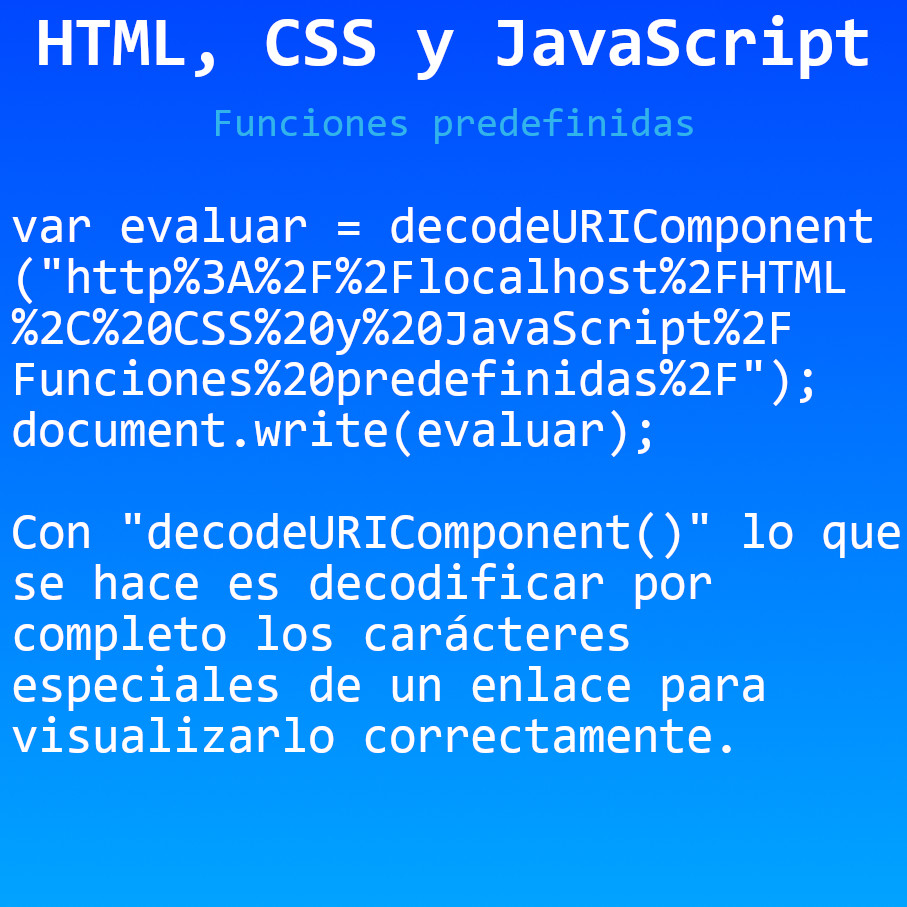 HTML, CSS y JavaScript
Funciones predefinidas
var evaluar = decodeURIComponent
("http%3A%2F%2Flocalhost%2FHTML
%2C%20CSS%20y%20JavaScript%2F
Funciones%20predefinidas%2F");
document.write(evaluar);
Con "decodeURIComponent()" lo que
se hace es decodificar por
completo los carácteres
especiales de un enlace para
visualizarlo correctamente.